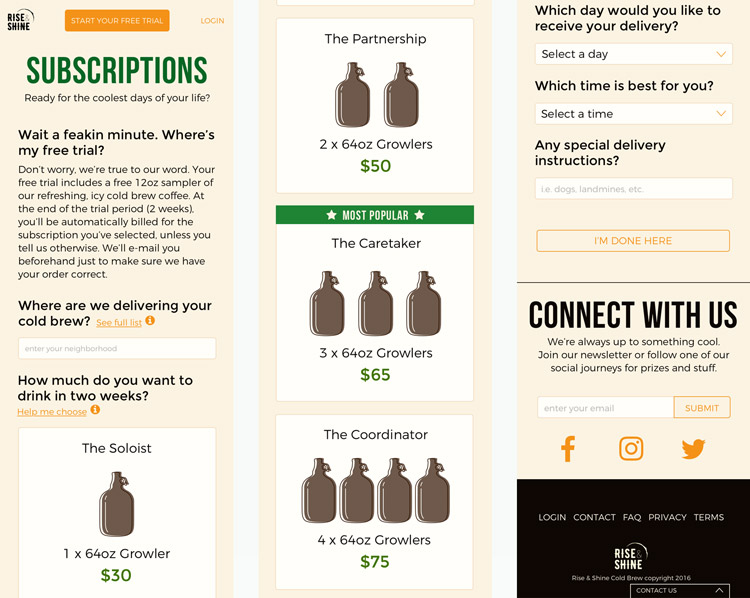 RISE &
SHINE
START YOUR FREE TRIAL
LOGIN
SUBSCRIPTIONS
Ready for the coolest days of your life?
Wait a feakin minute. Where's
my free trial?
Don't worry, we're true to our word. Your
free trial includes a free 12oz sampler of
our refreshing, icy cold brew coffee. At
the end of the trial period (2 weeks),
you'll be automatically billed for the
subscription you've selected, unless you
tell us otherwise. We'll e-mail you
beforehand just to make sure we have
your order correct.
Where are we delivering your
cold brew? See full list i
enter your neighborhood
How much do you want to
drink in two weeks?
Help me choose i
The Soloist
1 x 64oz Growler
$30
The Partnership
2 x 64oz Growlers
$50
MOST POPULAR
The Caretaker
3 x 64oz Growlers
$65
The Coordinator
4 x 64oz Growlers
$75
Which day would you like to
receive your delivery?
Select a day
Which time is best for you?
Select a time
Any special delivery
instructions?
i.e. dogs, landmines, etc.
I'M DONE HERE
CONNECT WITH US
We're always up to something cool.
Join our newsletter or follow one of our
social journeys for prizes and stuff.
enter your email
SUBMIT
LOGIN CONTACT FAQ PRIVACY TERMS
RISE &
SHINE
Rise & Shine Cold Brew copyright 2016
CONTACT US